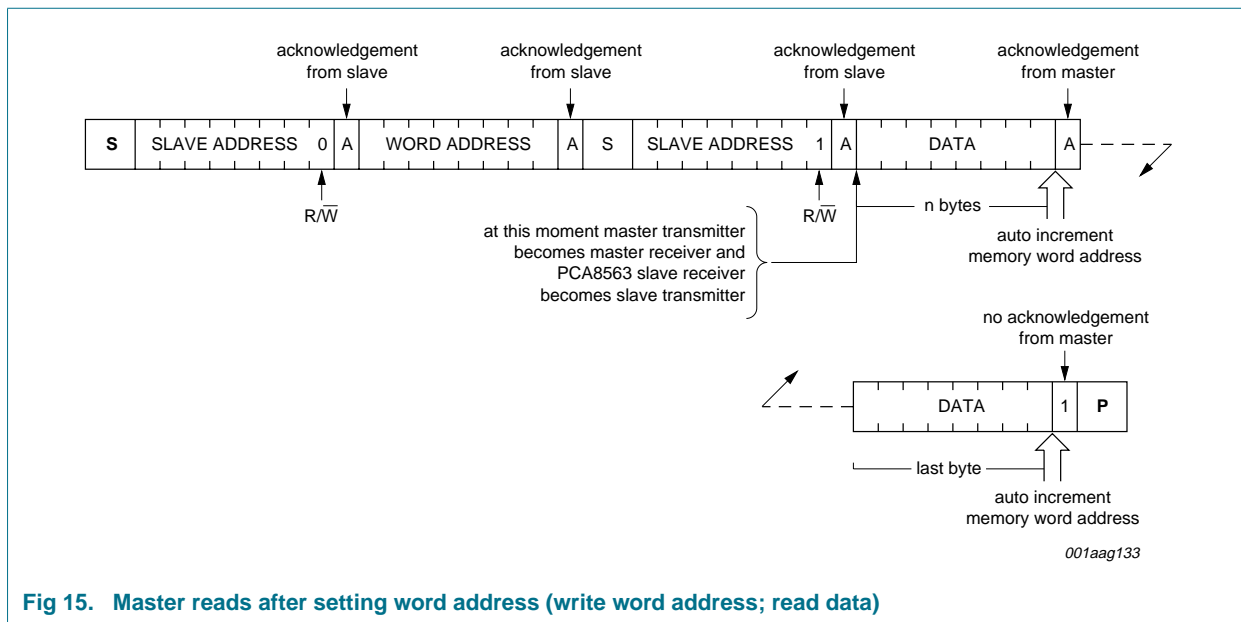 acknowledgement
from slave
acknowledgement
from slave
acknowledgement
from slave
acknowledgement
from master
S SLAVE ADDRESS 0 A WORD ADDRESS A S SLAVE ADDRESS 1 A DATA A
R/W̅
R/W̅
n bytes
at this moment master transmitter
becomes master receiver and
PCA8563 slave receiver
becomes slave transmitter
auto increment
memory word address
no acknowledgement
from master
DATA 1 P
last byte
auto increment
memory word address
001aag133
Fig 15. Master reads after setting word address (write word address; read data)